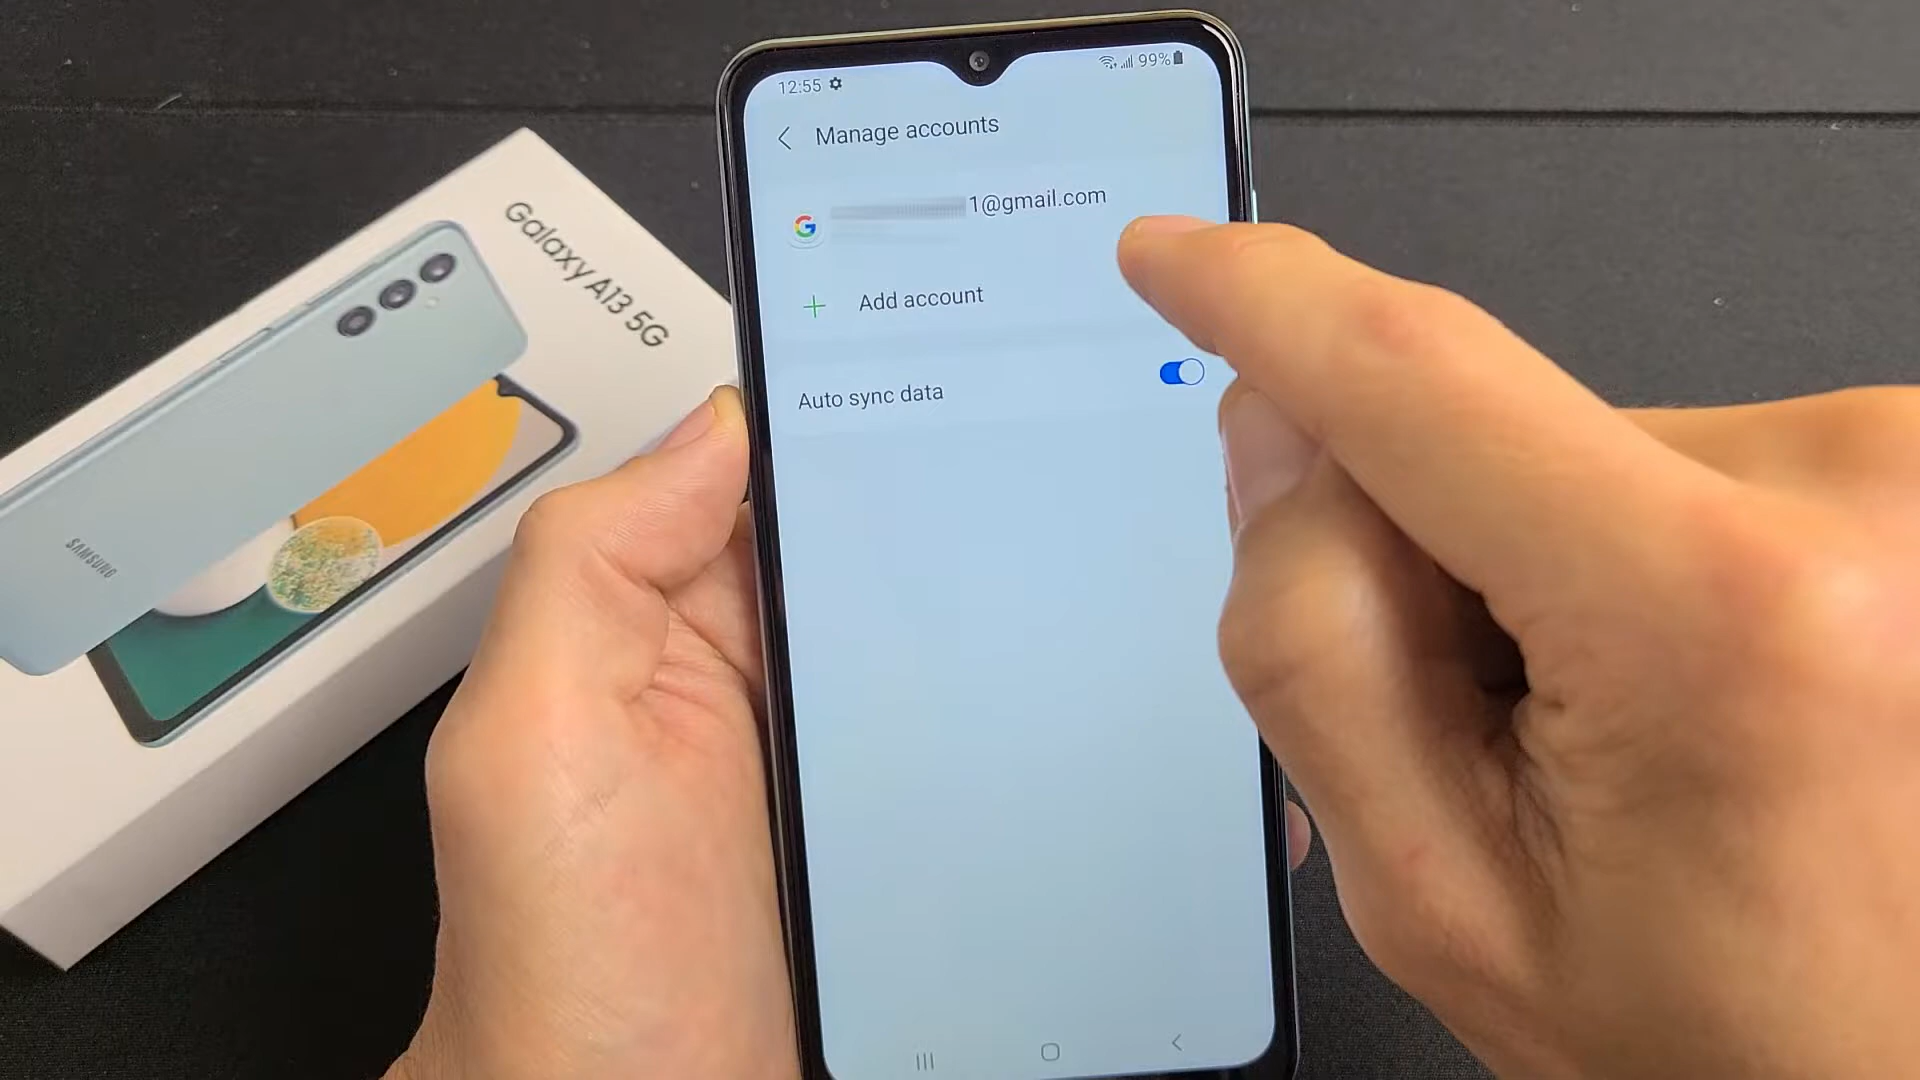 12:55
99%
Manage accounts
1@gmail.com
Add account
Auto sync data
Galaxy A13 5G
SAMSUNG